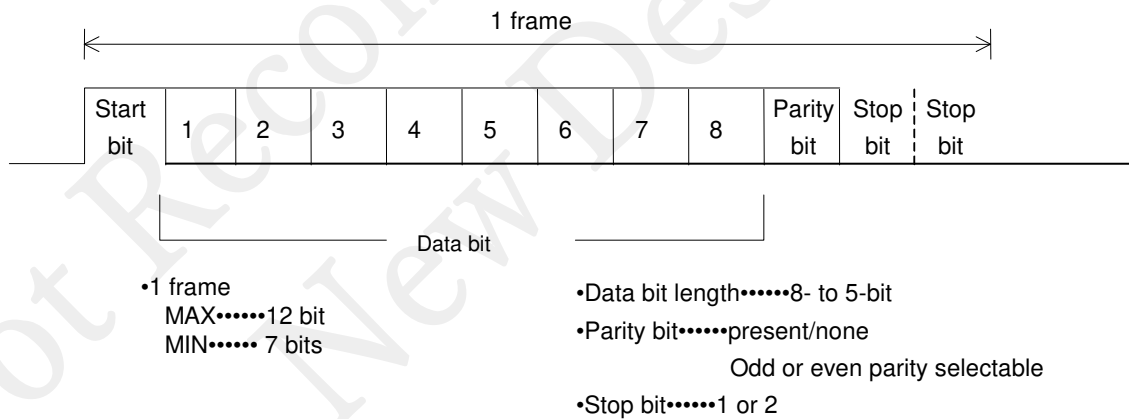 1 frame
Start bit
1 2 3 4 5 6 7 8
Parity bit
Stop bit
Stop bit
Data bit
•1 frame
MAX••••••12 bit
MIN•••••• 7 bits
•Data bit length••••••8- to 5-bit
•Parity bit••••••present/none
Odd or even parity selectable
•Stop bit••••••1 or 2